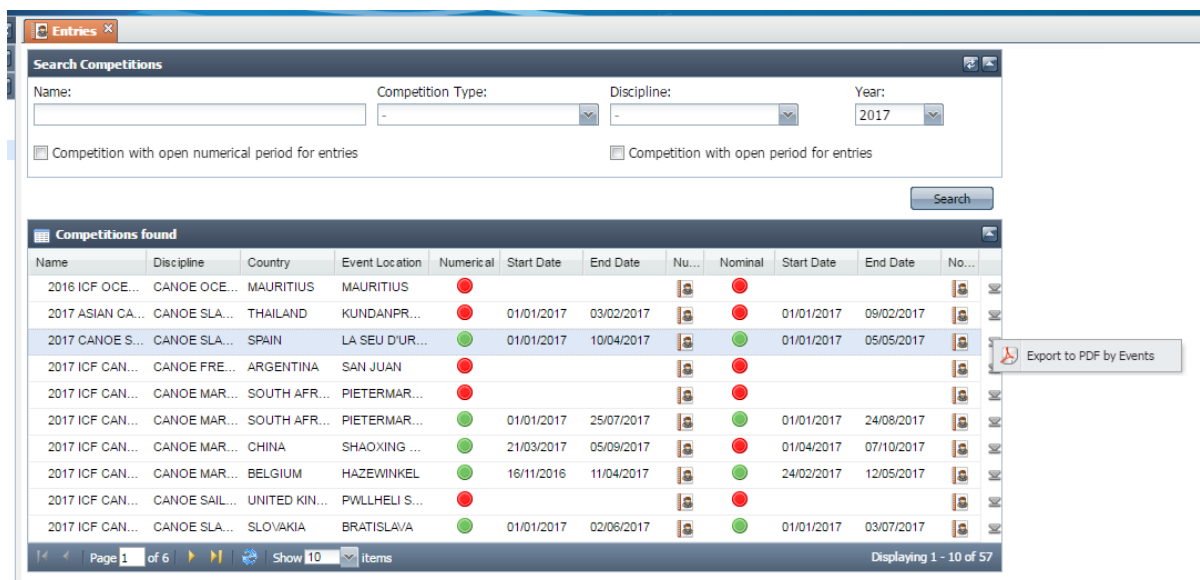 Entries
Search Competitions
Name: Competition Type: Discipline: Year:
- - 2017
Competition with open numerical period for entries Competition with open period for entries
Search
Competitions found
Name Discipline Country Event Location Numerical Start Date End Date Nu... Nominal Start Date End Date No...
2016 ICF OCE... CANOE OCE... MAURITIUS MAURITIUS
2017 ASIAN CA... CANOE SLA... THAILAND KUNDANPR... 01/01/2017 03/02/2017 01/01/2017 09/02/2017
2017 CANOE S... CANOE SLA... SPAIN LA SEU D'UR... 01/01/2017 10/04/2017 01/01/2017 05/05/2017
Export to PDF by Events
2017 ICF CAN... CANOE FRE... ARGENTINA SAN JUAN
2017 ICF CAN... CANOE MAR... SOUTH AFR... PIETERMAR...
2017 ICF CAN... CANOE MAR... SOUTH AFR... PIETERMAR... 01/01/2017 25/07/2017 01/01/2017 24/08/2017
2017 ICF CAN... CANOE MAR... CHINA SHAOXING ... 21/03/2017 05/09/2017 01/04/2017 07/10/2017
2017 ICF CAN... CANOE MAR... BELGIUM HAZEWINKEL 16/11/2016 11/04/2017 24/02/2017 12/05/2017
2017 ICF CAN... CANOE SAIL... UNITED KIN... PWLLHELI S...
2017 ICF CAN... CANOE SLA... SLOVAKIA BRATISLAVA 01/01/2017 02/06/2017 01/01/2017 03/07/2017
Page 1 of 6 Show 10 items Displaying 1 - 10 of 57